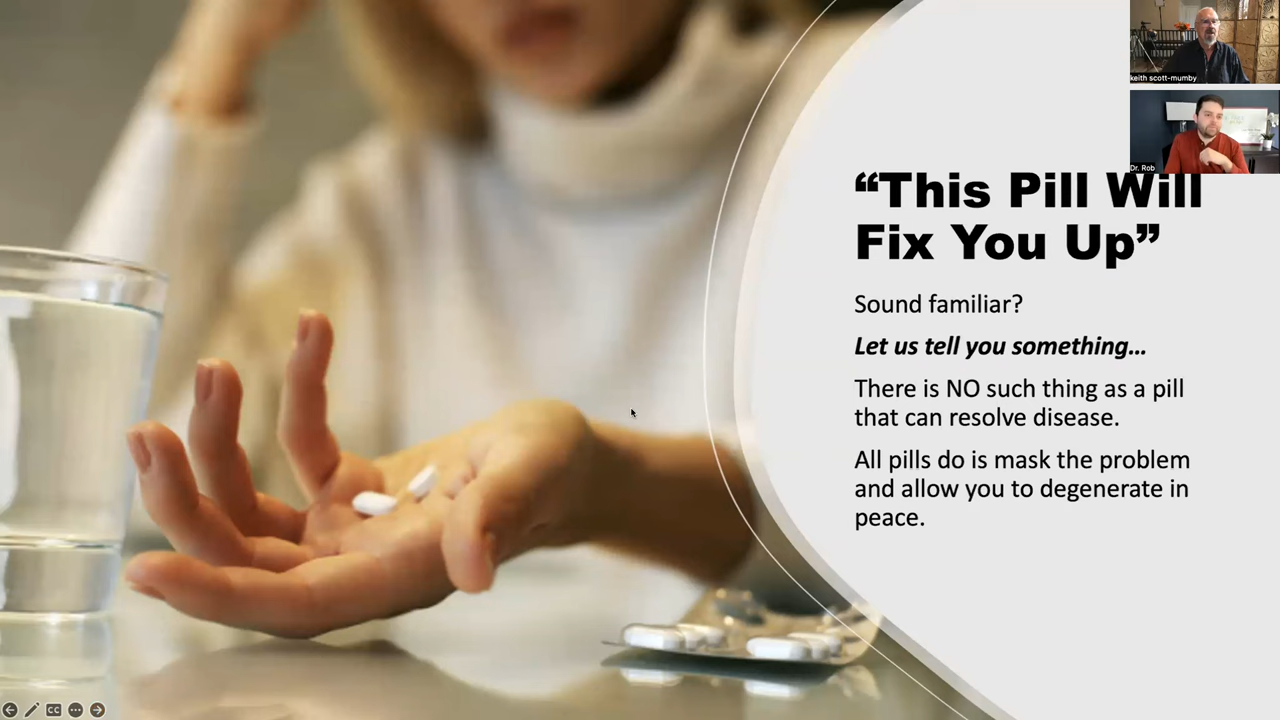 keith scott-mumby
Dr. Rob
“This Pill Will
Fix You Up”
Sound familiar?
Let us tell you something...
There is NO such thing as a pill
that can resolve disease.
All pills do is mask the problem
and allow you to degenerate in
peace.
CC